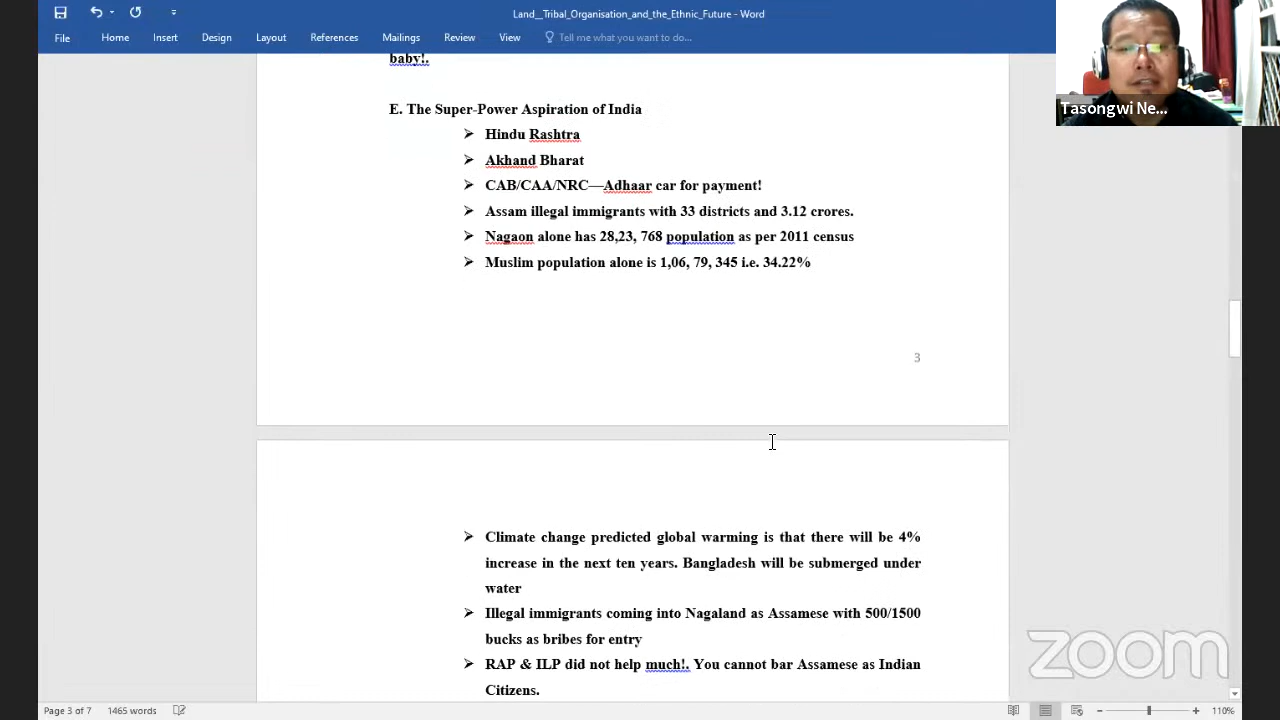 Land__Tribal_Organisation_and_the_Ethnic_Future - Word
File Home Insert Design Layout References Mailings Review View Tell me what you want to do...
Tasongwi Ne...
baby!.
E. The Super-Power Aspiration of India
➢ Hindu Rashtra
➢ Akhand Bharat
➢ CAB/CAA/NRC—Adhaar car for payment!
➢ Assam illegal immigrants with 33 districts and 3.12 crores.
➢ Nagaon alone has 28,23, 768 population as per 2011 census
➢ Muslim population alone is 1,06, 79, 345 i.e. 34.22%
3
➢ Climate change predicted global warming is that there will be 4%
increase in the next ten years. Bangladesh will be submerged under
water
➢ Illegal immigrants coming into Nagaland as Assamese with 500/1500
bucks as bribes for entry
➢ RAP & ILP did not help much!. You cannot bar Assamese as Indian
Citizens.
zoom
Page 3 of 7 1465 words 110%